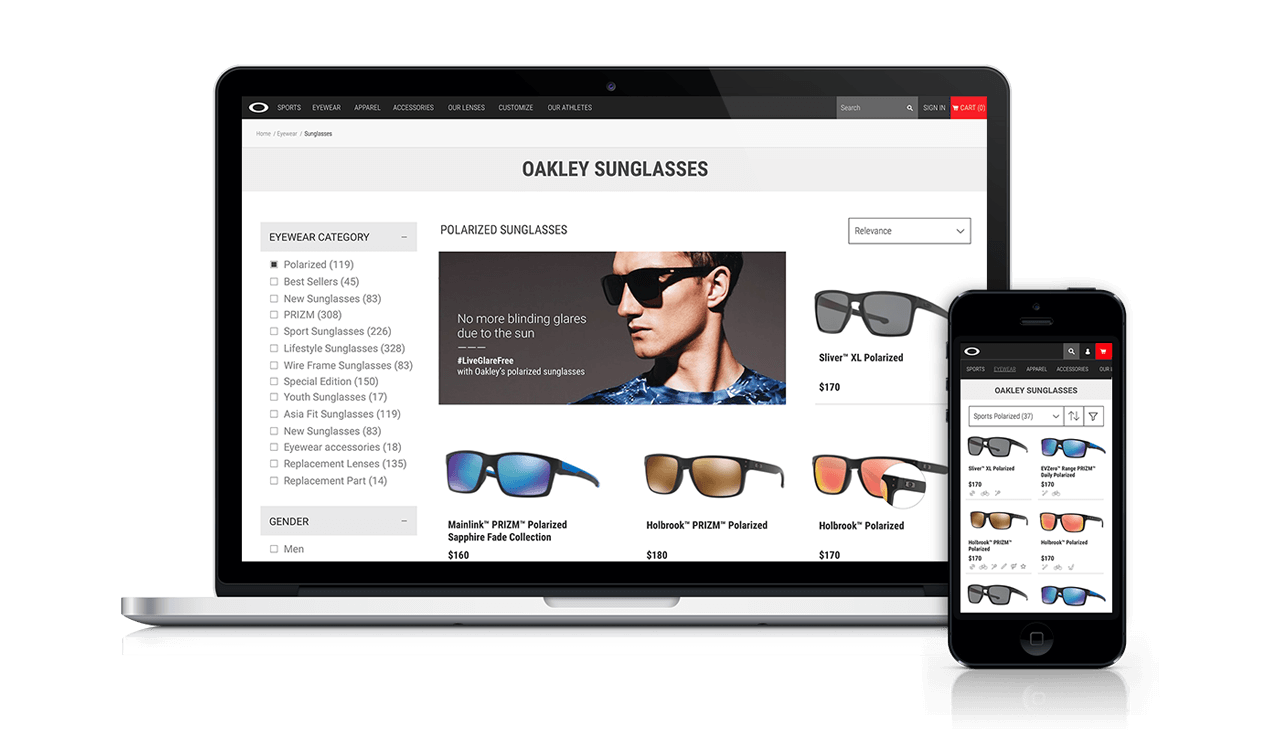 SPORTS EYEWEAR APPAREL ACCESSORIES OUR LENSES CUSTOMIZE OUR ATHLETES Search SIGN IN CART (0)
Home / Eyewear / Sunglasses
OAKLEY SUNGLASSES
EYEWEAR CATEGORY –
Polarized (119)
Best Sellers (45)
New Sunglasses (83)
PRIZM (308)
Sport Sunglasses (226)
Lifestyle Sunglasses (328)
Wire Frame Sunglasses (83)
Special Edition (150)
Youth Sunglasses (17)
Asia Fit Sunglasses (119)
New Sunglasses (83)
Eyewear accessories (18)
Replacement Lenses (135)
Replacement Part (14)
GENDER –
Men
POLARIZED SUNGLASSES
Relevance
No more blinding glares
due to the sun
#LiveGlareFree
with Oakley's polarized sunglasses
Sliver™ XL Polarized
$170
Mainlink™ PRIZM™ Polarized
Sapphire Fade Collection
$160
Holbrook™ PRIZM™ Polarized
$180
Holbrook™ Polarized
$170
SPORTS EYEWEAR APPAREL ACCESSORIES OUR
OAKLEY SUNGLASSES
Sports Polarized (37)
Sliver™ XL Polarized
$170
EVZero™ Range PRIZM™
Daily Polarized
$170
Holbrook™ PRIZM™
Polarized
$170
Holbrook™ Polarized
$170